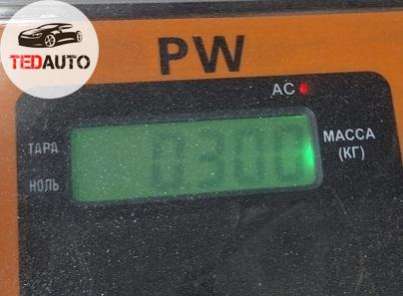 TEDAUTO
PW
AC
ТАРА
МАССА
(КГ)
НОЛЬ
0300